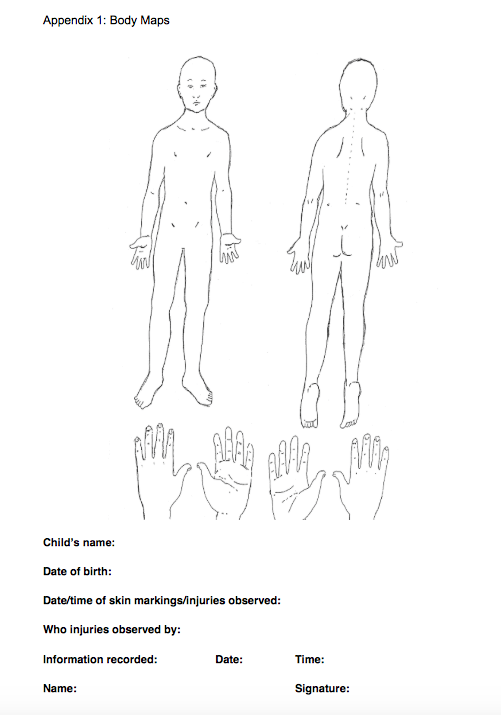 Appendix 1: Body Maps
Child's name:
Date of birth:
Date/time of skin markings/injuries observed:
Who injuries observed by:
Information recorded: Date: Time:
Name: Signature: